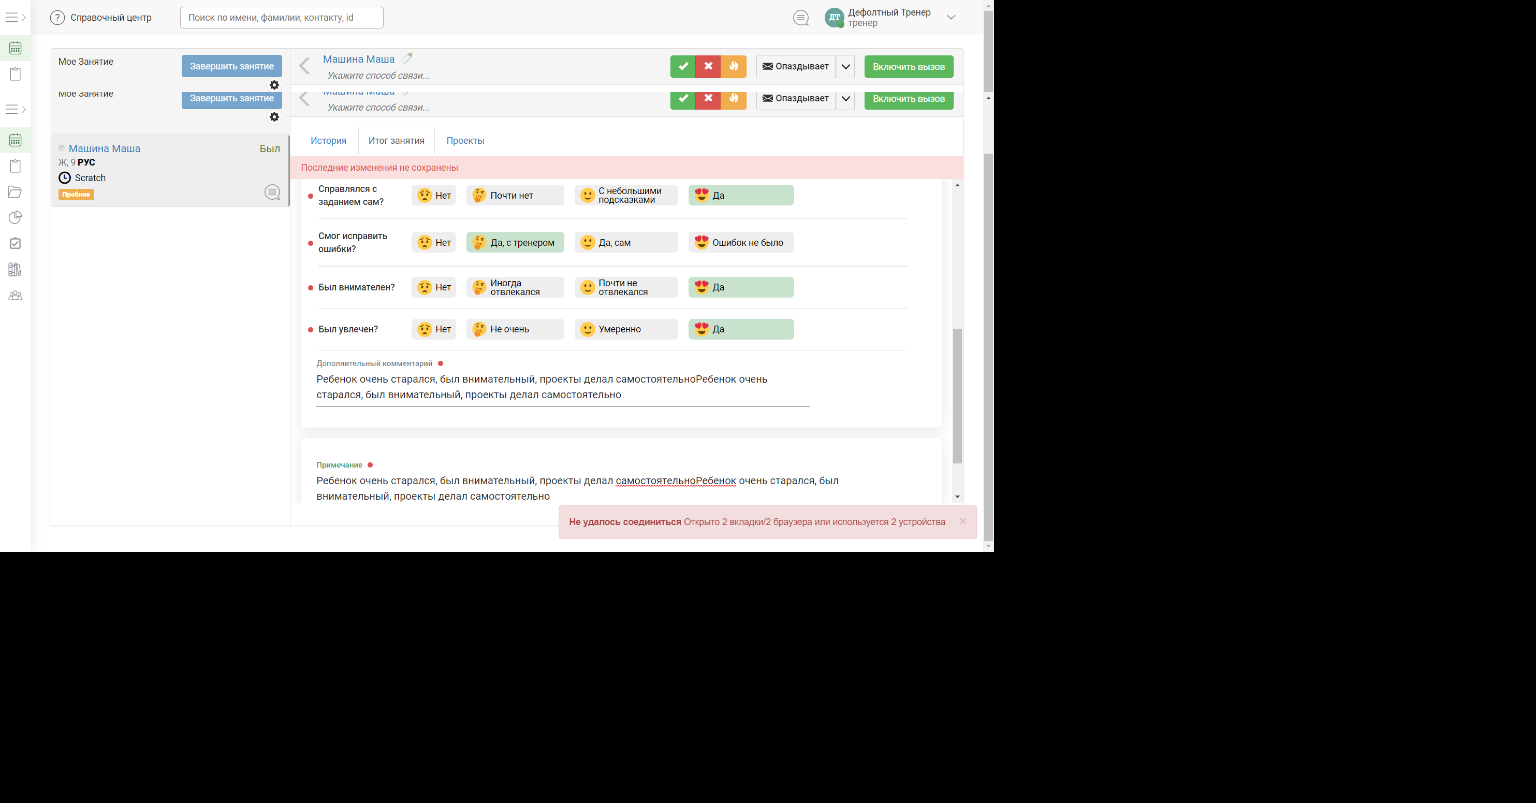 ? Справочный центр
Поиск по имени, фамилии, контакту, id
ДТ
Дефолтный Тренер
тренер
Мое Занятие
Завершить занятие
Машина Маша
Укажите способ связи...
Опаздывает
Включить вызов
Мое Занятие
Завершить занятие
Машина Маша
Укажите способ связи...
Опаздывает
Включить вызов
Машина Маша
Был
Ж, 9 РУС
Scratch
Пробное
История
Итог занятия
Проекты
Последние изменения не сохранены
Справлялся с
заданием сам?
Нет
Почти нет
С небольшими
подсказками
Да
Смог исправить
ошибки?
Нет
Да, с тренером
Да, сам
Ошибок не было
Был внимателен?
Нет
Иногда
отвлекался
Почти не
отвлекался
Да
Был увлечен?
Нет
Не очень
Умеренно
Да
Дополнительный комментарий
Ребенок очень старался, был внимательный, проекты делал самостоятельноРебенок очень
старался, был внимательный, проекты делал самостоятельно
Примечание
Ребенок очень старался, был внимательный, проекты делал самостоятельноРебенок очень старался, был
внимательный, проекты делал самостоятельно
Не удалось соединиться Открыто 2 вкладки/2 браузера или используется 2 устройства
×